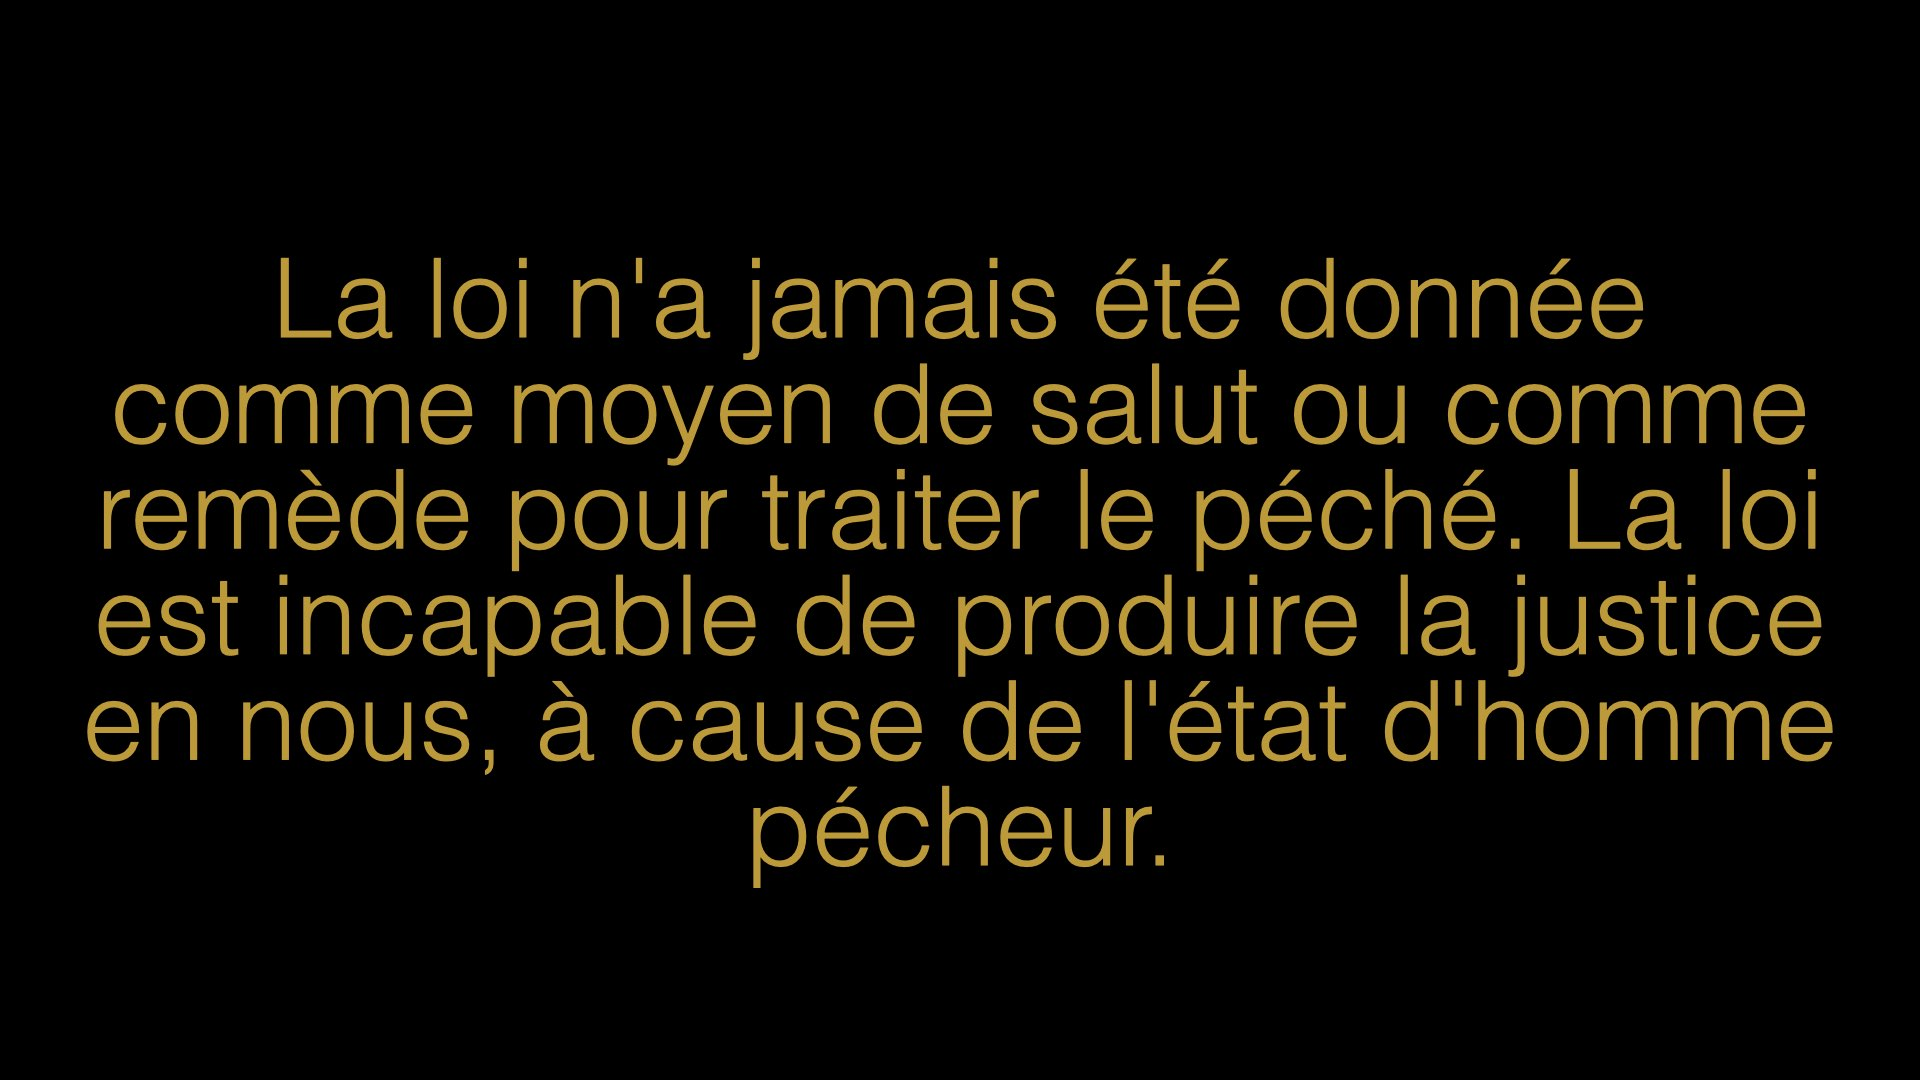 La loi n'a jamais été donnée
comme moyen de salut ou comme
remède pour traiter le péché. La loi
est incapable de produire la justice
en nous, à cause de l'état d'homme
pécheur.